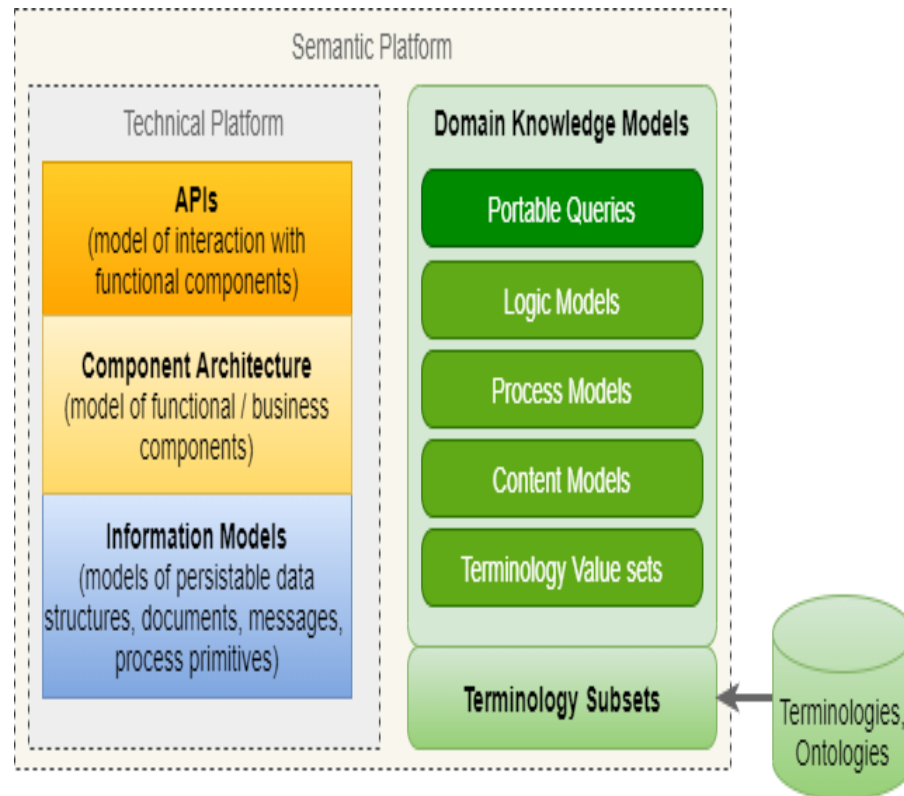 Semantic Platform
Technical Platform
APIs
(model of interaction with
functional components)
Component Architecture
(model of functional / business
components)
Information Models
(models of persistable data
structures, documents, messages,
process primitives)
Domain Knowledge Models
Portable Queries
Logic Models
Process Models
Content Models
Terminology Value sets
Terminology Subsets
Terminologies,
Ontologies